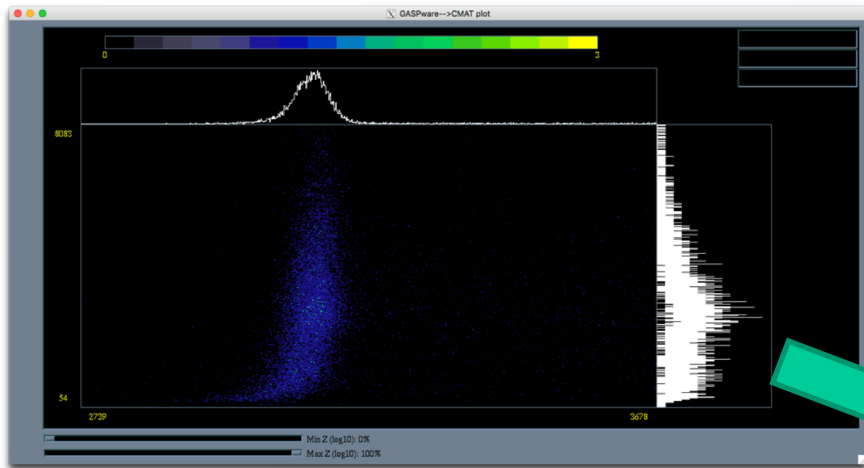 GASPware-->CMAT plot
0
3
8083
54
2739
3678
Min Z (log10): 0%
Max Z (log10): 100%